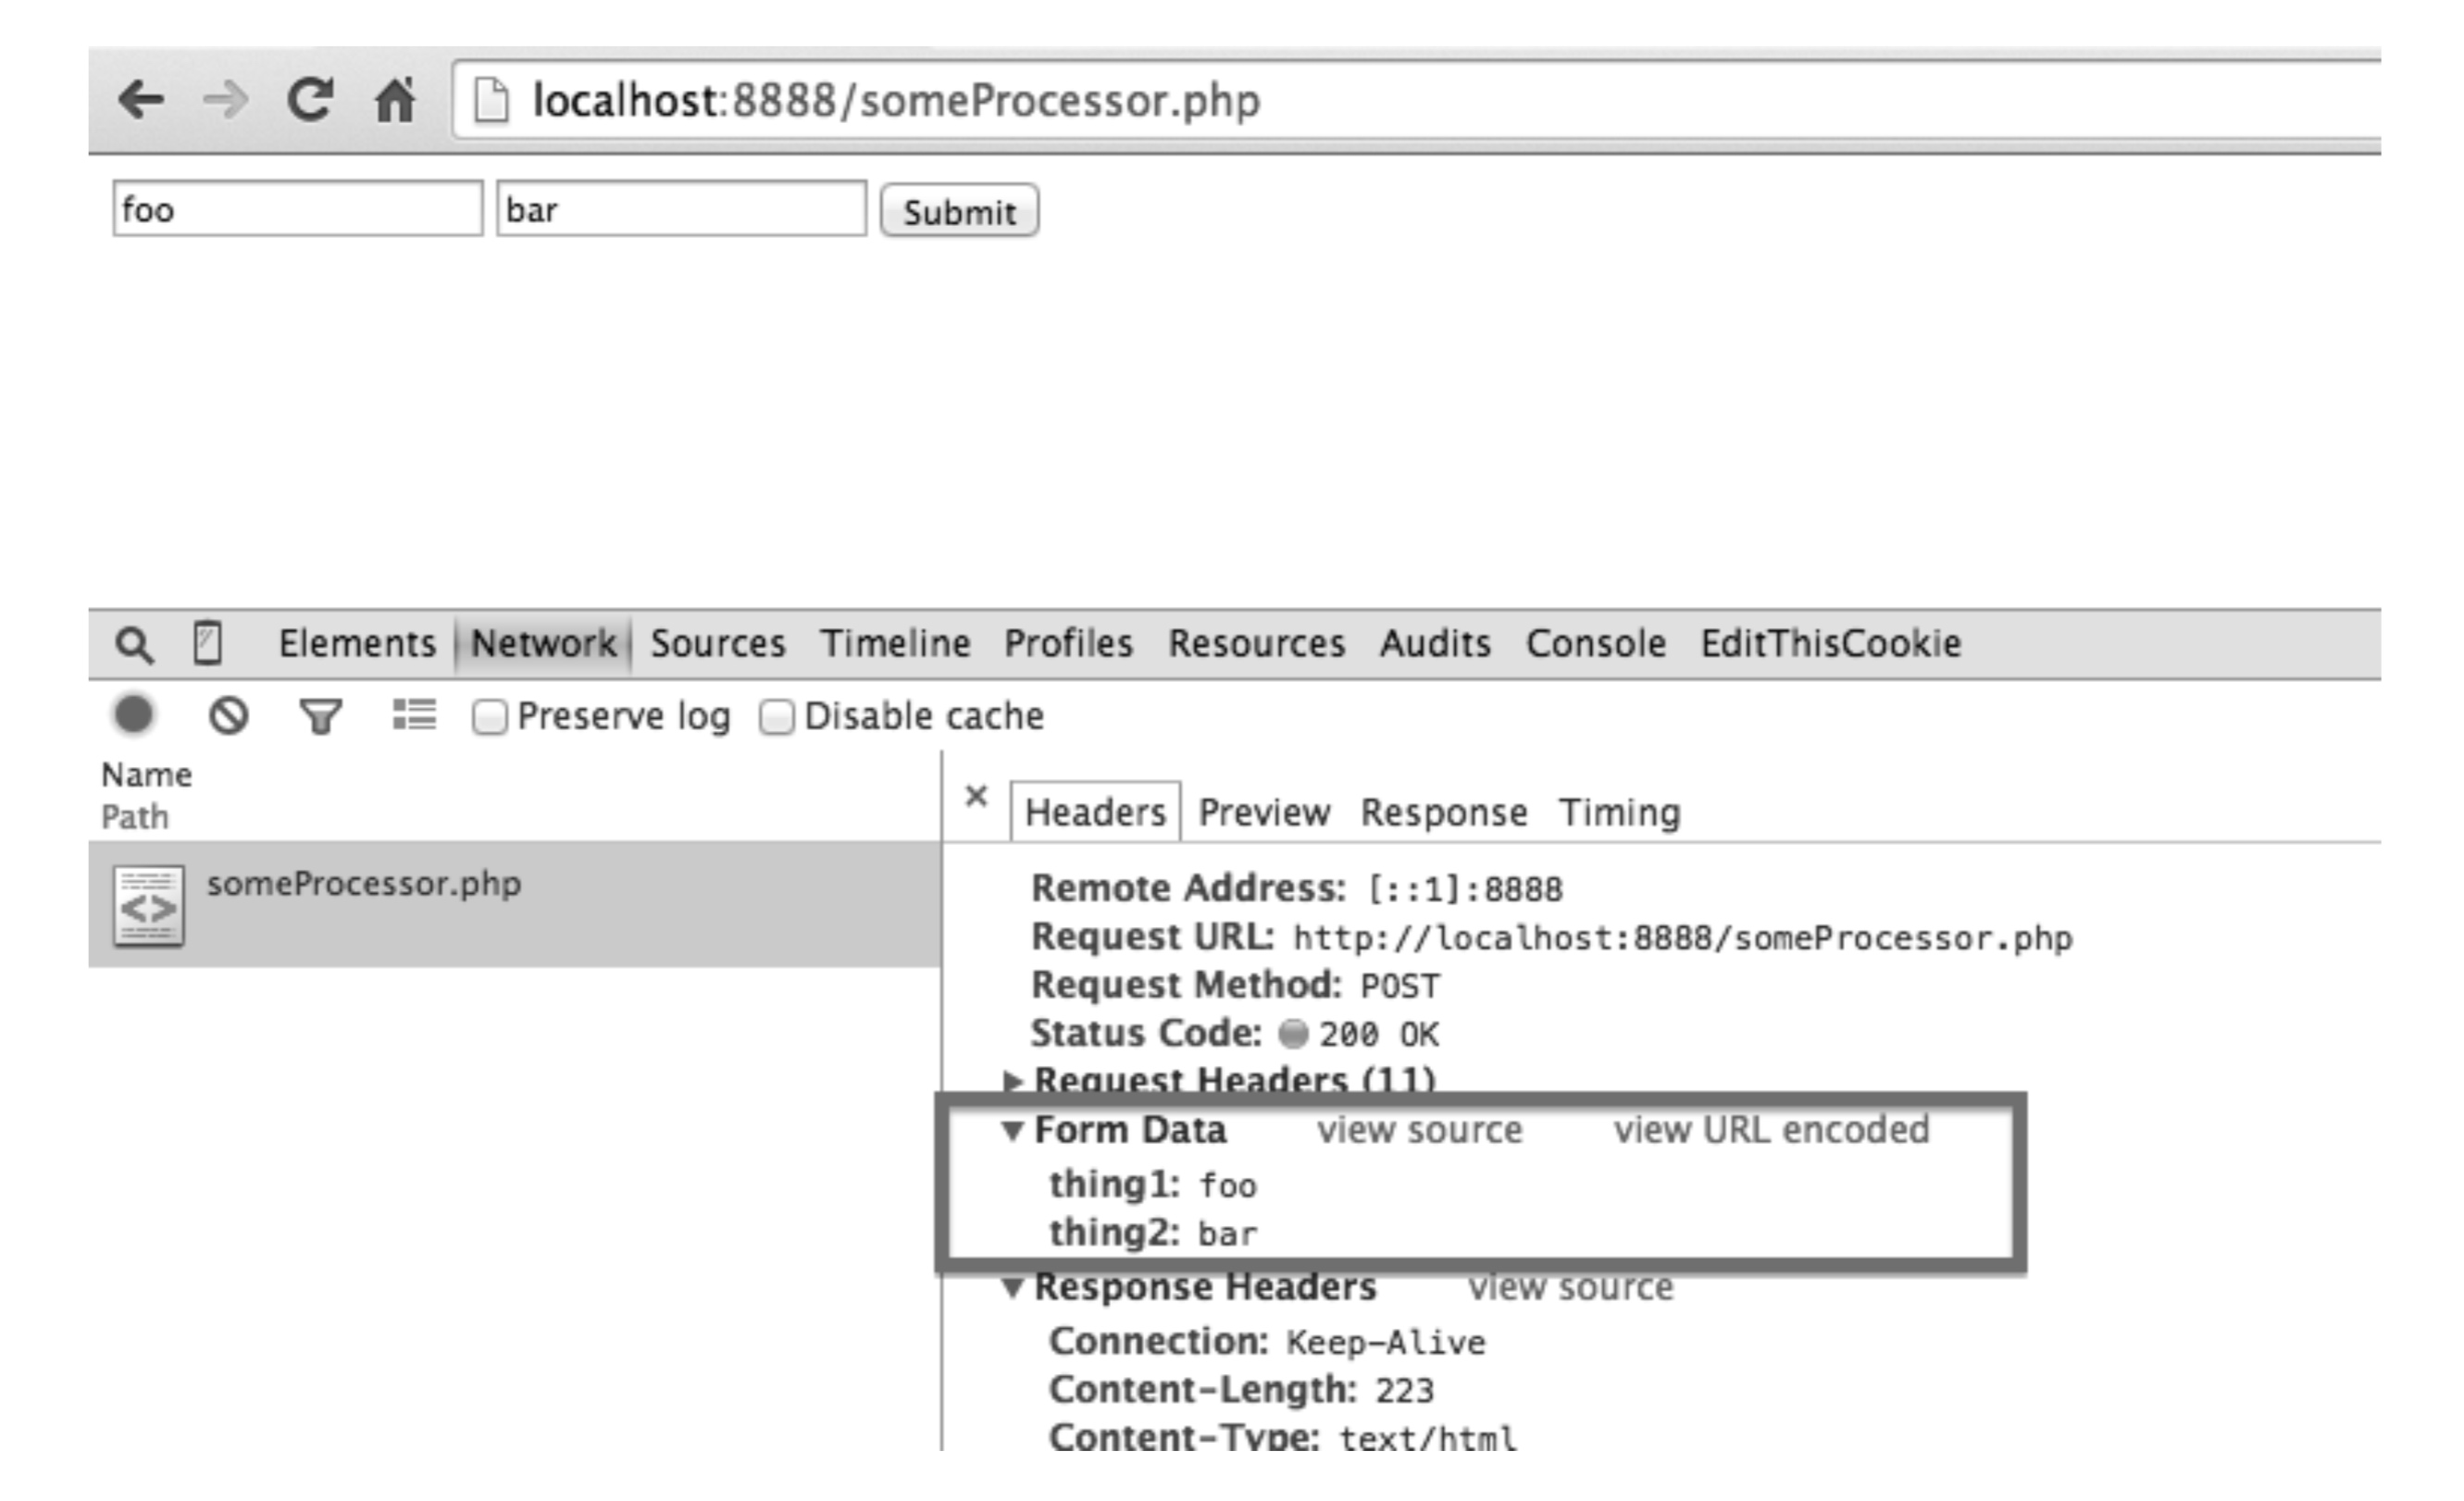 localhost:8888/someProcessor.php
foo bar Submit
Elements Network Sources Timeline Profiles Resources Audits Console EditThisCookie
Preserve log Disable cache
Name
Path
someProcessor.php
× Headers Preview Response Timing
Remote Address: [::1]:8888
Request URL: http://localhost:8888/someProcessor.php
Request Method: POST
Status Code: 200 OK
Request Headers (11)
Form Data view source view URL encoded
thing1: foo
thing2: bar
Response Headers view source
Connection: Keep-Alive
Content-Length: 223
Content-Type: text/html